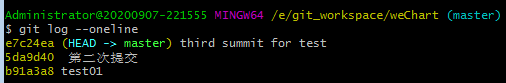 Administrator@20200907-221555 MINGW64 /e/git_workspace/weChart (master)
$ git log --oneline
e7c24ea (HEAD -> master) third summit for test
5da9d40 第二次提交
b91a3a8 test01